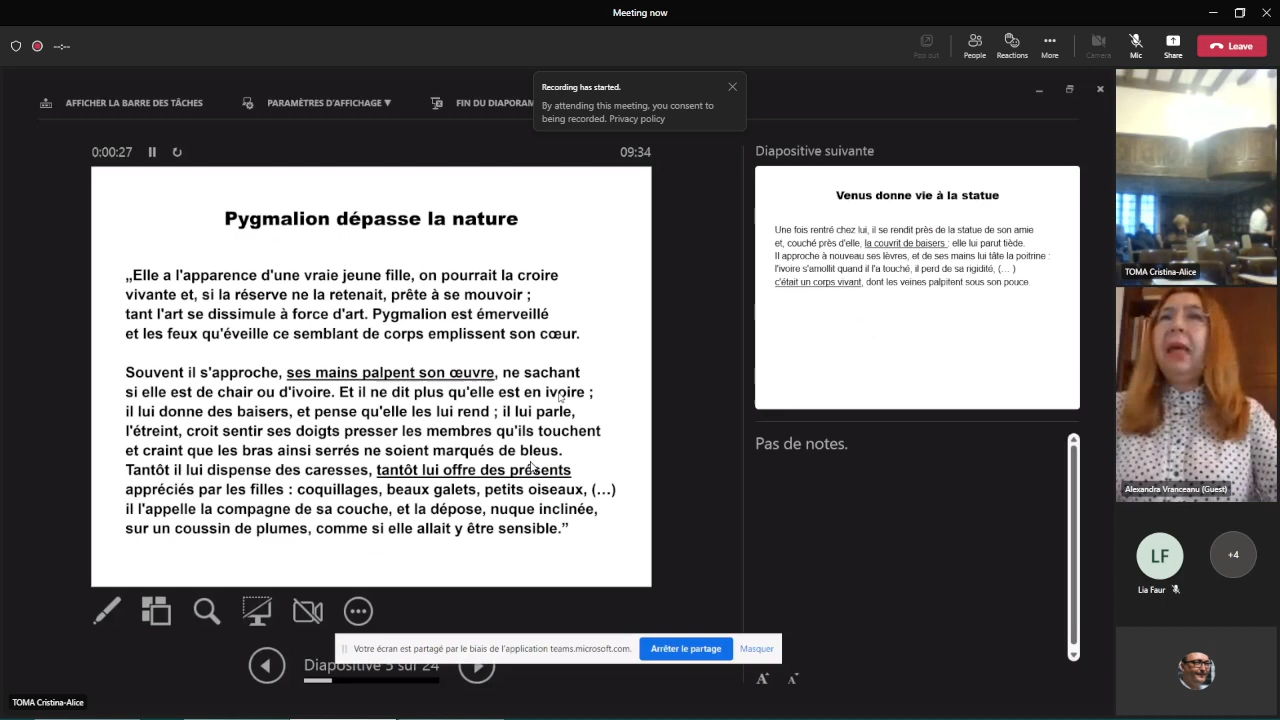 Meeting now
Pop out
People
Reactions
More
Camera
Mic
Share
Leave
Recording has started.
By attending this meeting, you consent to
being recorded. Privacy policy
AFFICHER LA BARRE DES TÂCHES
PARAMÈTRES D'AFFICHAGE ▼
FIN DU DIAPORAM
0:00:27
09:34
Pygmalion dépasse la nature
„Elle a l'apparence d'une vraie jeune fille, on pourrait la croire
vivante et, si la réserve ne la retenait, prête à se mouvoir ;
tant l'art se dissimule à force d'art. Pygmalion est émerveillé
et les feux qu'éveille ce semblant de corps emplissent son cœur.
Souvent il s'approche, ses mains palpent son œuvre, ne sachant
si elle est de chair ou d'ivoire. Et il ne dit plus qu'elle est en ivoire ;
il lui donne des baisers, et pense qu'elle les lui rend ; il lui parle,
l'étreint, croit sentir ses doigts presser les membres qu'ils touchent
et craint que les bras ainsi serrés ne soient marqués de bleus.
Tantôt il lui dispense des caresses, tantôt lui offre des présents
appréciés par les filles : coquillages, beaux galets, petits oiseaux, (…)
il l'appelle la compagne de sa couche, et la dépose, nuque inclinée,
sur un coussin de plumes, comme si elle allait y être sensible.”
Diapositive suivante
Venus donne vie à la statue
Une fois rentré chez lui, il se rendit près de la statue de son amie
et, couché près d'elle, la couvrit de baisers ; elle lui parut tiède.
Il approche à nouveau ses lèvres, et de ses mains lui tâte la poitrine :
l'ivoire s'amollit quand il l'a touché, il perd de sa rigidité, (… )
c'était un corps vivant, dont les veines palpitent sous son pouce.
Pas de notes.
Votre écran est partagé par le biais de l'application teams.microsoft.com.
Arrêter le partage
Masquer
Diapositive 5 sur 24
TOMA Cristina-Alice
TOMA Cristina-Alice
Alexandra Vranceanu (Guest)
LF
Lia Faur
+4